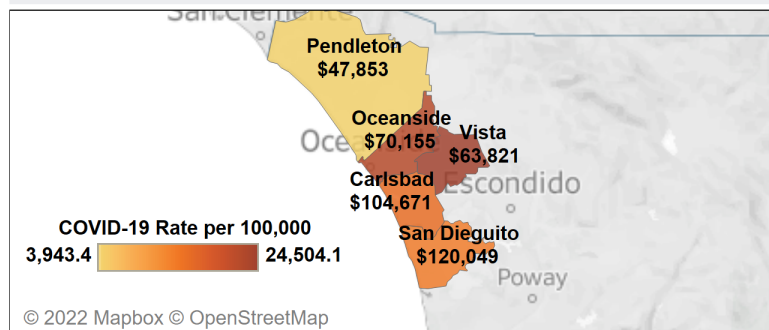 San Clemente
Pendleton
$47,853
Oceanside
$70,155
Vista
$63,821
Carlsbad
$104,671
Escondido
COVID-19 Rate per 100,000
3,943.4
24,504.1
San Dieguito
$120,049
Poway
© 2022 Mapbox © OpenStreetMap